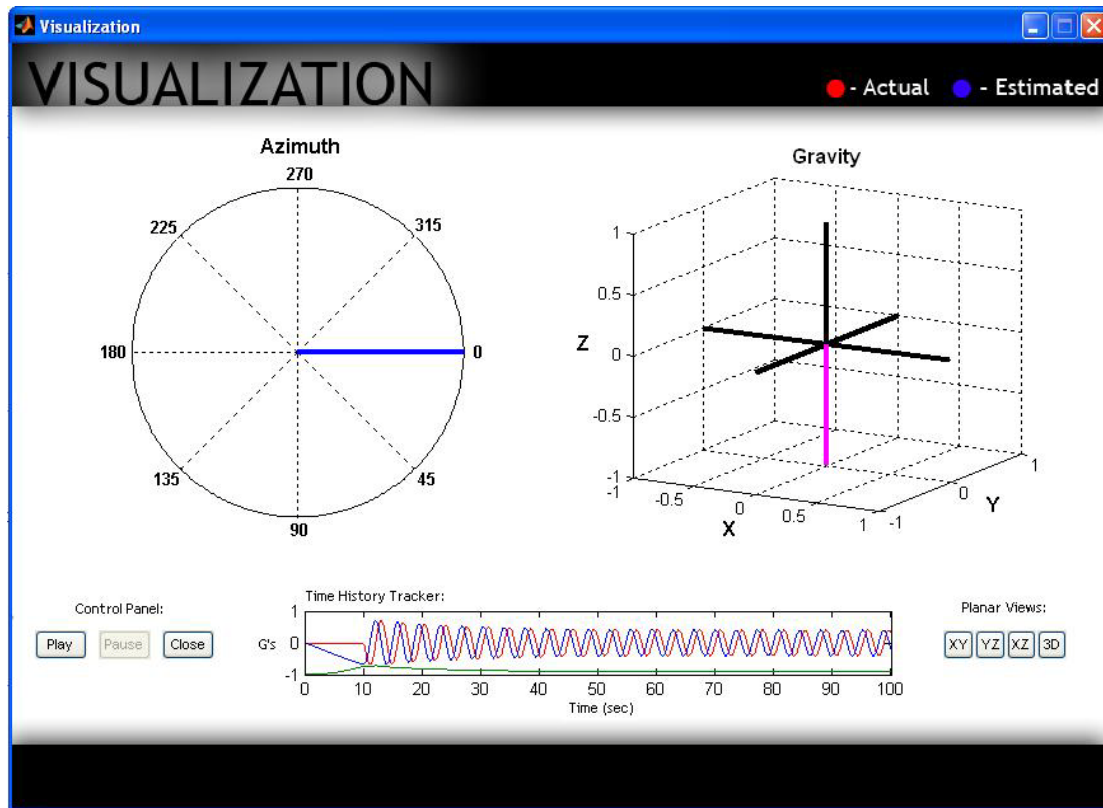 Visualization
VISUALIZATION
- Actual - Estimated
Azimuth
270
225 315
180 0
135 45
90
Gravity
1
0.5
Z 0
-0.5
-1
-1 -0.5 0 0.5 1
X
-1 0 1
Y
Control Panel:
Play Pause Close
Time History Tracker:
1
G's 0
-1
0 10 20 30 40 50 60 70 80 90 100
Time (sec)
Planar Views:
XY YZ XZ 3D